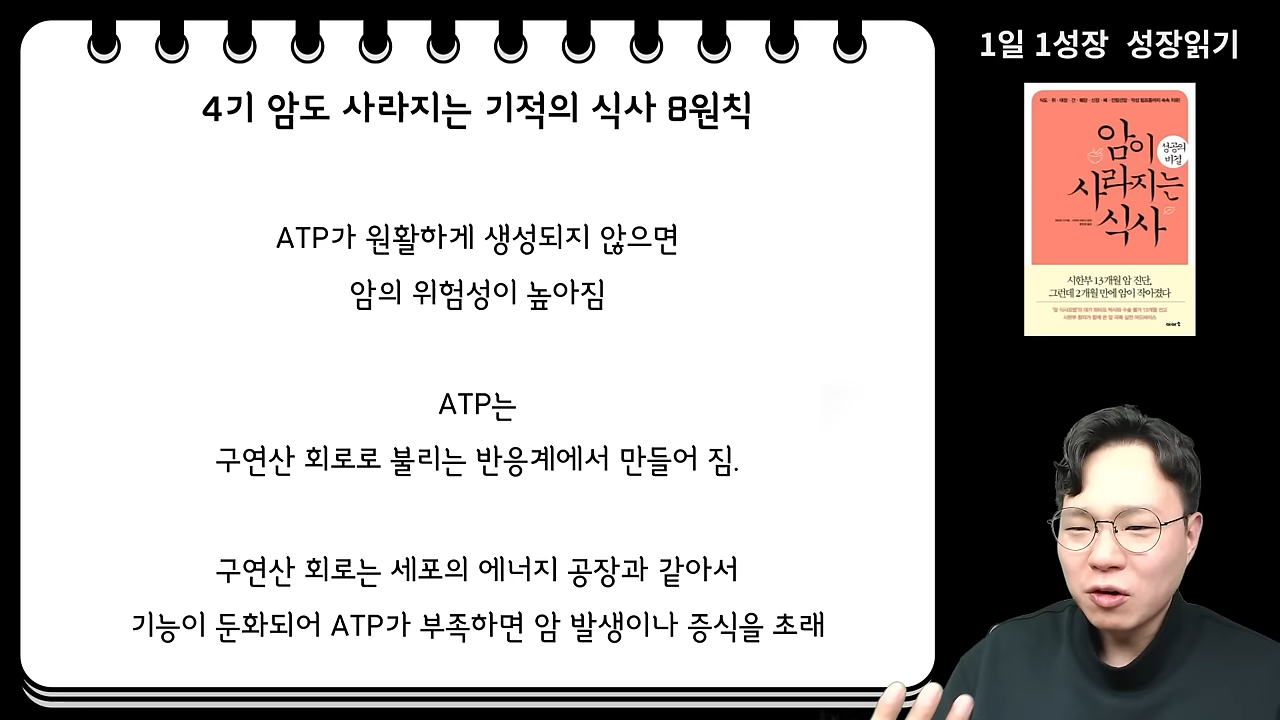 4기 암도 사라지는 기적의 식사 8원칙
ATP가 원활하게 생성되지 않으면
암의 위험성이 높아짐
ATP는
구연산 회로로 불리는 반응계에서 만들어 짐.
구연산 회로는 세포의 에너지 공장과 같아서
기능이 둔화되어 ATP가 부족하면 암 발생이나 증식을 초래
1일 1성장 성장읽기
암이
사라지는
식사
성공의
비결
시한부 13개월 암 진단,
그런데 2개월 만에 암이 작아졌다